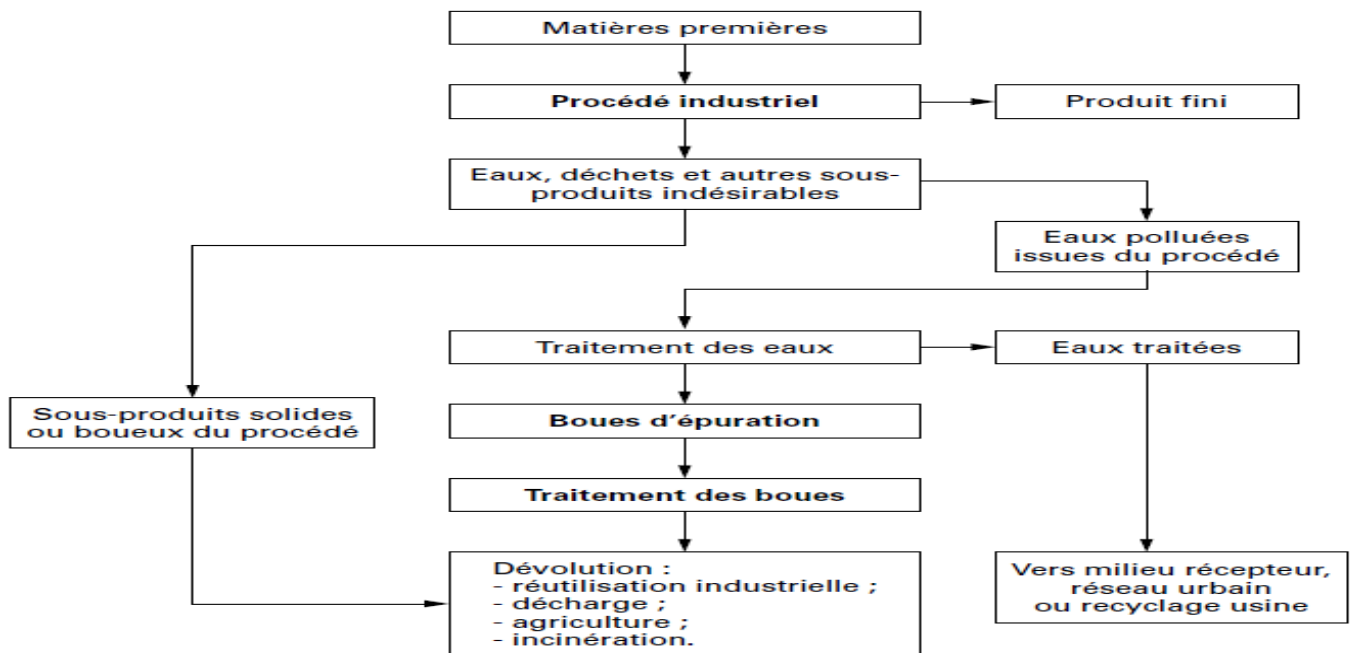 Matières premières
Procédé industriel
Produit fini
Eaux, déchets et autres sous-
produits indésirables
Eaux polluées
issues du procédé
Traitement des eaux
Eaux traitées
Sous-produits solides
ou boueux du procédé
Boues d'épuration
Traitement des boues
Dévolution :
- réutilisation industrielle ;
- décharge ;
- agriculture ;
- incinération.
Vers milieu récepteur,
réseau urbain
ou recyclage usine